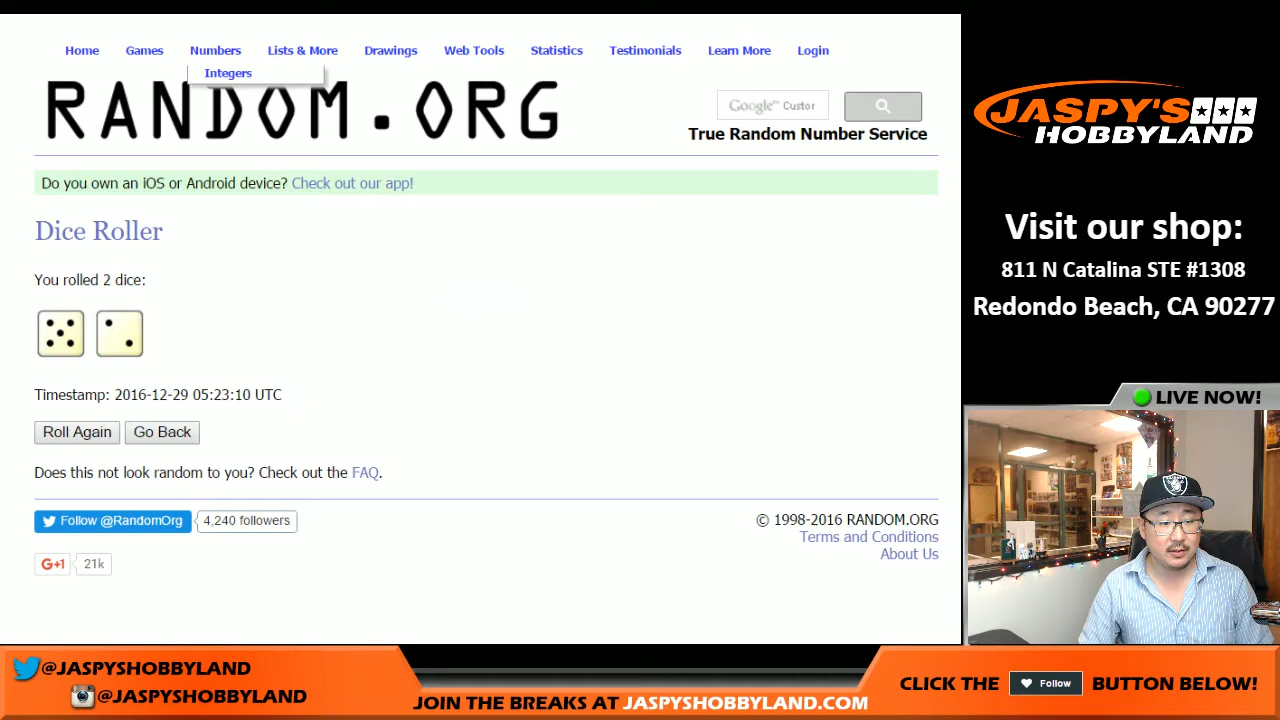 Home Games Numbers Lists & More Drawings Web Tools Statistics Testimonials Learn More Login
Integers
RANDOM.ORG
Google™ Custor
True Random Number Service
Do you own an iOS or Android device? Check out our app!
Dice Roller
You rolled 2 dice:
Timestamp: 2016-12-29 05:23:10 UTC
Roll Again Go Back
Does this not look random to you? Check out the FAQ.
Follow @RandomOrg 4,240 followers
G+1 21k
© 1998-2016 RANDOM.ORG
Terms and Conditions
About Us
JASPY'S
HOBBYLAND
Visit our shop:
811 N Catalina STE #1308
Redondo Beach, CA 90277
LIVE NOW!
@JASPYSHOBBYLAND
@JASPYSHOBBYLAND
JOIN THE BREAKS AT JASPYSHOBBYLAND.COM
CLICK THE Follow BUTTON BELOW!